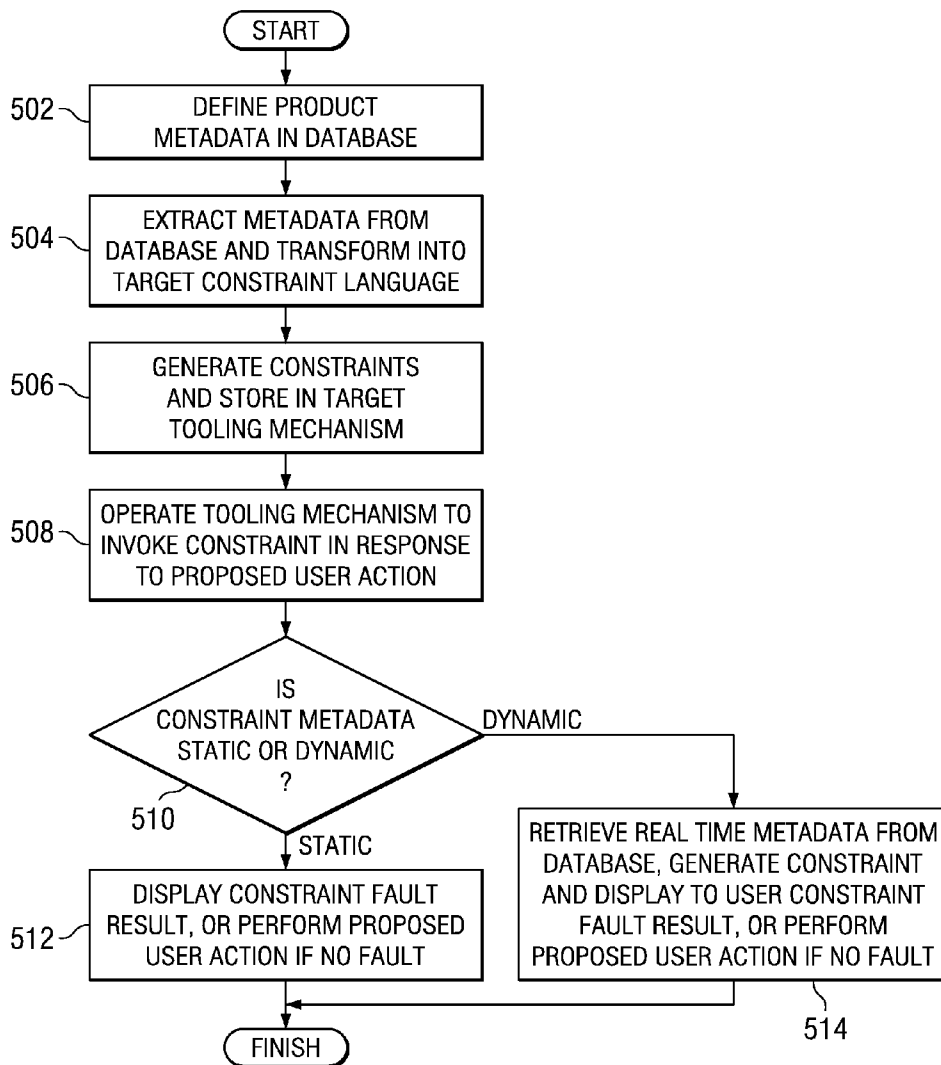 START
502
DEFINE PRODUCT
METADATA IN DATABASE
504
EXTRACT METADATA FROM
DATABASE AND TRANSFORM INTO
TARGET CONSTRAINT LANGUAGE
506
GENERATE CONSTRAINTS
AND STORE IN TARGET
TOOLING MECHANISM
508
OPERATE TOOLING MECHANISM TO
INVOKE CONSTRAINT IN RESPONSE
TO PROPOSED USER ACTION
IS
CONSTRAINT METADATA
STATIC OR DYNAMIC
?
510
DYNAMIC
STATIC
512
DISPLAY CONSTRAINT FAULT
RESULT, OR PERFORM PROPOSED
USER ACTION IF NO FAULT
RETRIEVE REAL TIME METADATA FROM
DATABASE, GENERATE CONSTRAINT
AND DISPLAY TO USER CONSTRAINT
FAULT RESULT, OR PERFORM
PROPOSED USER ACTION IF NO FAULT
514
FINISH